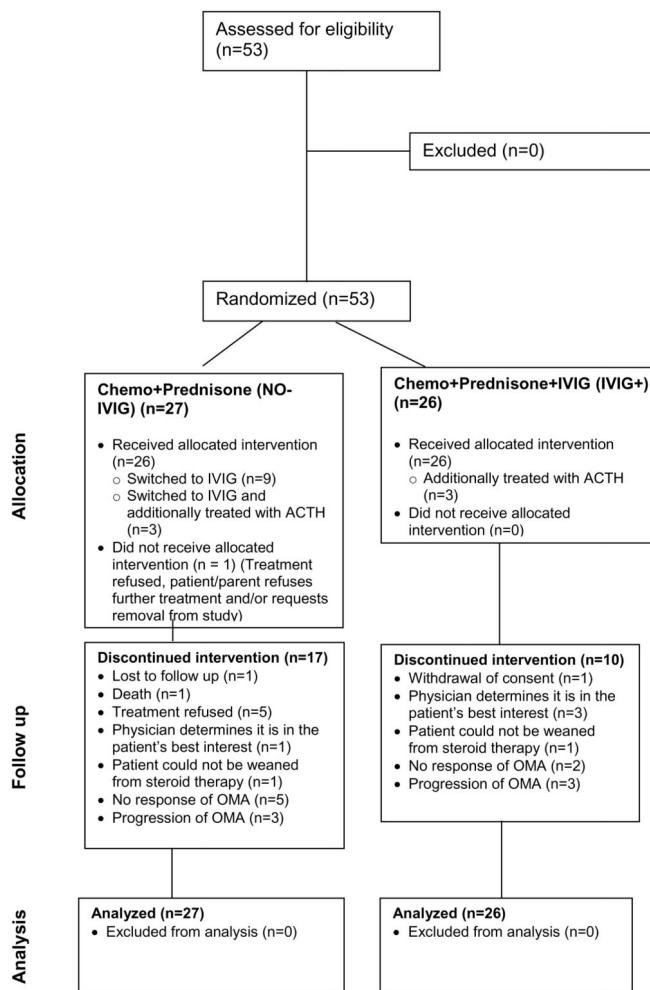 Assessed for eligibility
(n=53)
Excluded (n=0)
Randomized (n=53)
Allocation
Chemo+Prednisone (NO-
IVIG) (n=27)
• Received allocated intervention
(n=26)
○ Switched to IVIG (n=9)
○ Switched to IVIG and
additionally treated with ACTH
(n=3)
• Did not receive allocated
intervention (n = 1) (Treatment
refused, patient/parent refuses
further treatment and/or requests
removal from study)
Chemo+Prednisone+IVIG (IVIG+)
(n=26)
• Received allocated intervention
(n=26)
○ Additionally treated with ACTH
(n=3)
• Did not receive allocated
intervention (n=0)
Follow up
Discontinued intervention (n=17)
• Lost to follow up (n=1)
• Death (n=1)
• Treatment refused (n=5)
• Physician determines it is in the
patient's best interest (n=1)
• Patient could not be weaned
from steroid therapy (n=1)
• No response of OMA (n=5)
• Progression of OMA (n=3)
Discontinued intervention (n=10)
• Withdrawal of consent (n=1)
• Physician determines it is in the
patient's best interest (n=3)
• Patient could not be weaned
from steroid therapy (n=1)
• No response of OMA (n=2)
• Progression of OMA (n=3)
Analysis
Analyzed (n=27)
• Excluded from analysis (n=0)
Analyzed (n=26)
• Excluded from analysis (n=0)